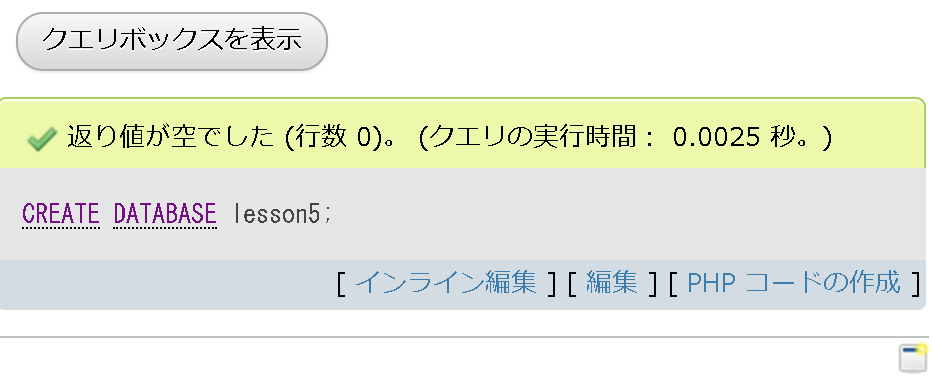 クエリボックスを表示
返り値が空でした (行数 0)。 (クエリの実行時間： 0.0025 秒。)
CREATE DATABASE lesson5;
[ インライン編集 ] [ 編集 ] [ PHP コードの作成 ]